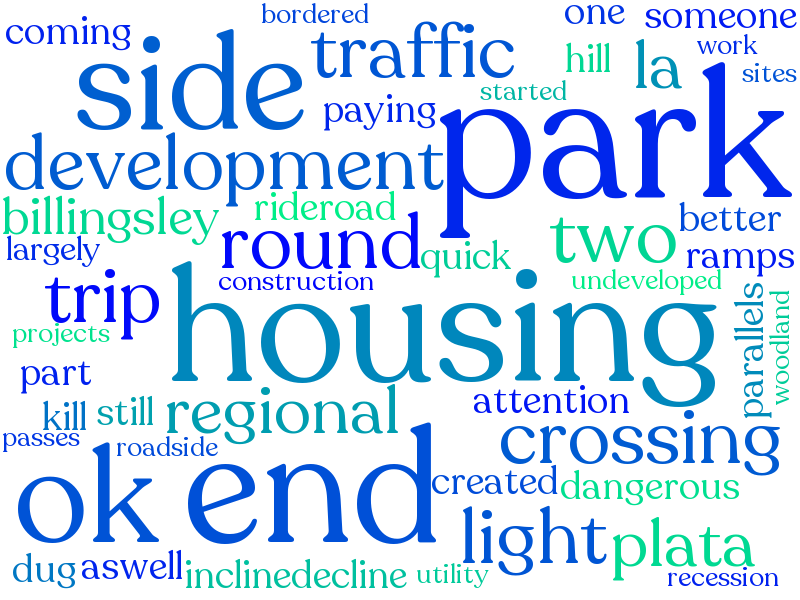 bordered
one
someone
coming
side
traffic
hill
la
work
sites
started
paying
park
development
billingsley
rideroad
round
quick
two
better
largely
ramps
trip
construction
undeveloped
housing
parallels
woodland
projects
part
kill
still
regional
attention
crossing
passes
roadside
ok
end
created
dangerous
light
plata
dug
aswell
inclinedecline
utility
recession